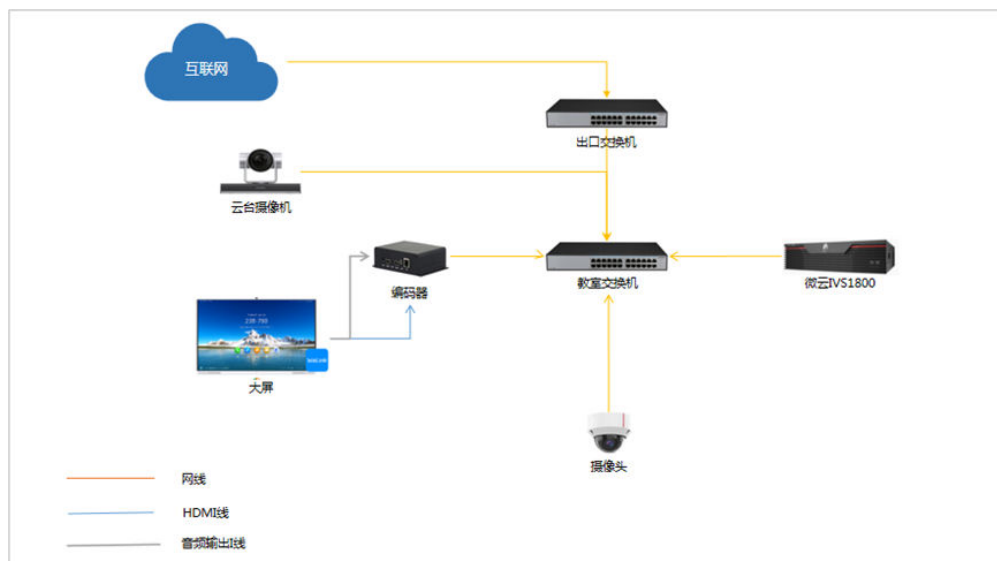 互联网
出口交换机
云台摄像机
编码器
教室交换机
微云IVS1800
大屏
摄像头
网线
HDMI线
音频输出线